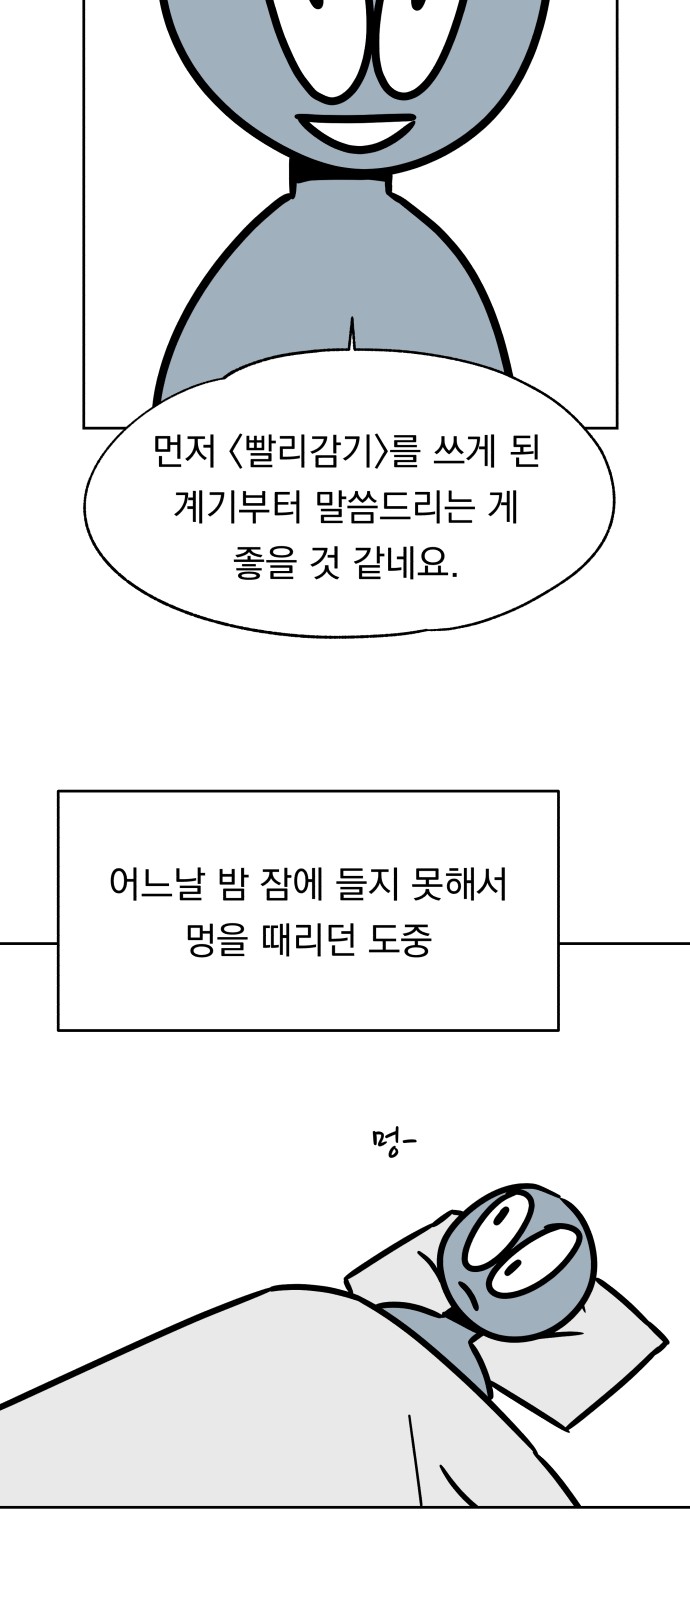 먼저 〈빨리감기〉를 쓰게 된
계기부터 말씀드리는 게
좋을 것 같네요.
어느날 밤 잠에 들지 못해서
멍을 때리던 도중
멍-